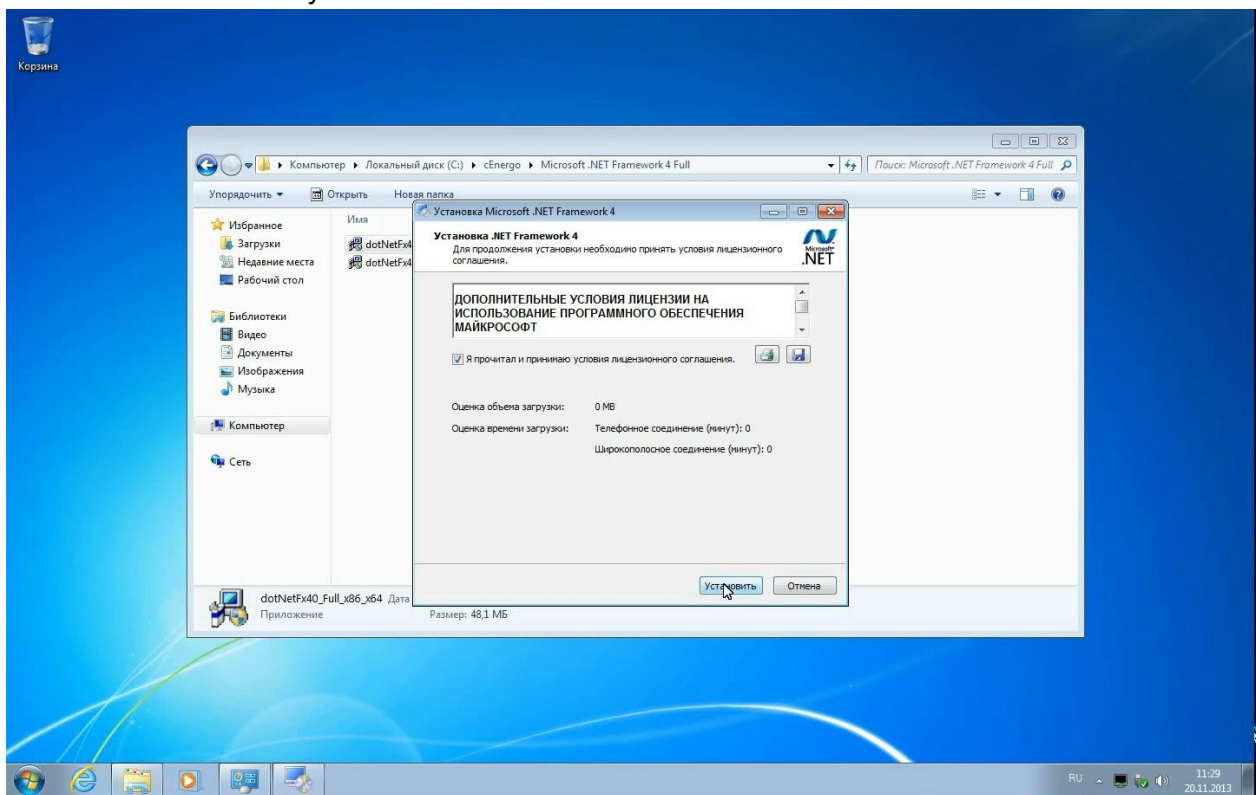 Корзина
Компьютер ▸ Локальный диск (C:) ▸ cEnergo ▸ Microsoft .NET Framework 4 Full
Поиск: Microsoft .NET Framework 4 Full
Упорядочить
Открыть
Новая папка
Избранное
Загрузки
Недавние места
Рабочий стол
Библиотеки
Видео
Документы
Изображения
Музыка
Компьютер
Сеть
Имя
dotNetFx4
dotNetFx4
Установка Microsoft .NET Framework 4
Установка .NET Framework 4
Для продолжения установки необходимо принять условия лицензионного
соглашения.
Microsoft
.NET
ДОПОЛНИТЕЛЬНЫЕ УСЛОВИЯ ЛИЦЕНЗИИ НА
ИСПОЛЬЗОВАНИЕ ПРОГРАММНОГО ОБЕСПЕЧЕНИЯ
МАЙКРОСОФТ
Я прочитал и принимаю условия лицензионного соглашения.
Оценка объема загрузки: 0 MB
Оценка времени загрузки: Телефонное соединение (минут): 0
Широкополосное соединение (минут): 0
Установить
Отмена
dotNetFx40_Full_x86_x64 Дата
Приложение
Размер: 48,1 МБ
RU
11:29
20.11.2013